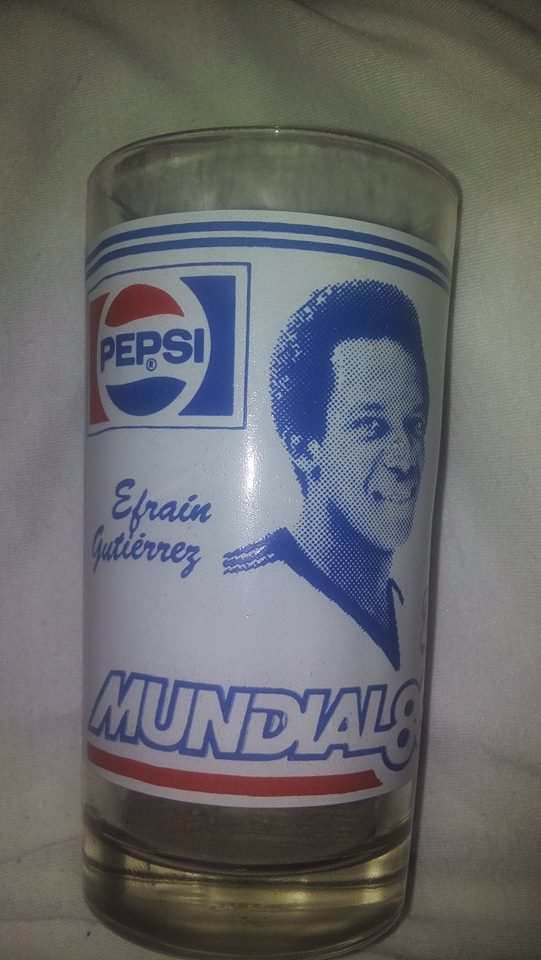 PEPSI®
Efraín
Gutiérrez
MUNDIAL8